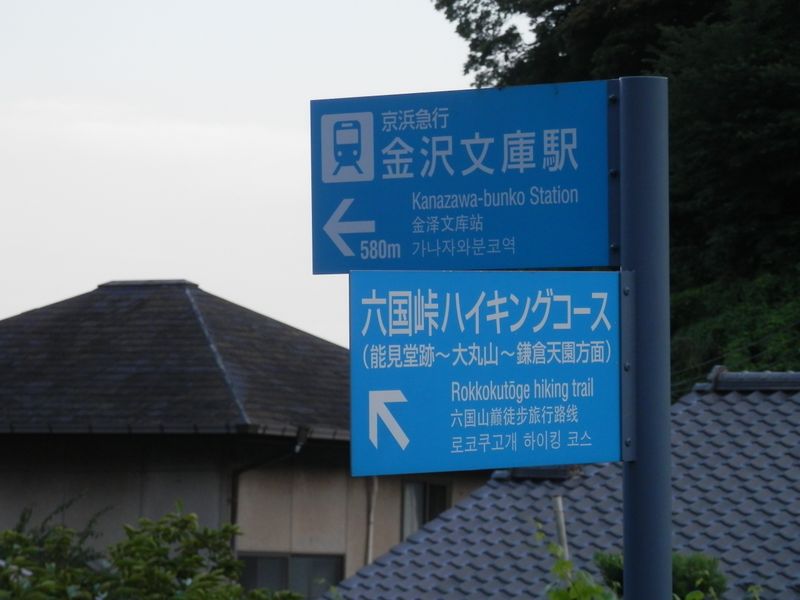 京浜急行
金沢文庫駅
Kanazawa-bunko Station
金泽文库站
580m 가나자와분코역
六国峠ハイキングコース
（能見堂跡～大丸山～鎌倉天園方面）
Rokkokutōge hiking trail
六国山巅徒步旅行路线
로코쿠고개 하이킹 코스